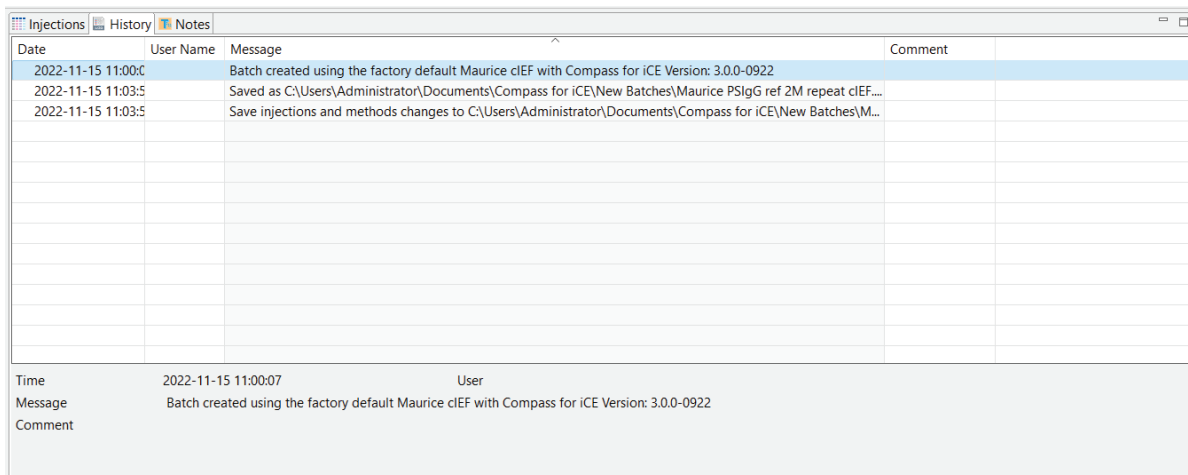 Injections History Notes
Date User Name Message Comment
2022-11-15 11:00:0 Batch created using the factory default Maurice cIEF with Compass for iCE Version: 3.0.0-0922
2022-11-15 11:03:5 Saved as C:\Users\Administrator\Documents\Compass for iCE\New Batches\Maurice PSIgG ref 2M repeat cIEF....
2022-11-15 11:03:5 Save injections and methods changes to C:\Users\Administrator\Documents\Compass for iCE\New Batches\M...
Time 2022-11-15 11:00:07 User
Message Batch created using the factory default Maurice cIEF with Compass for iCE Version: 3.0.0-0922
Comment